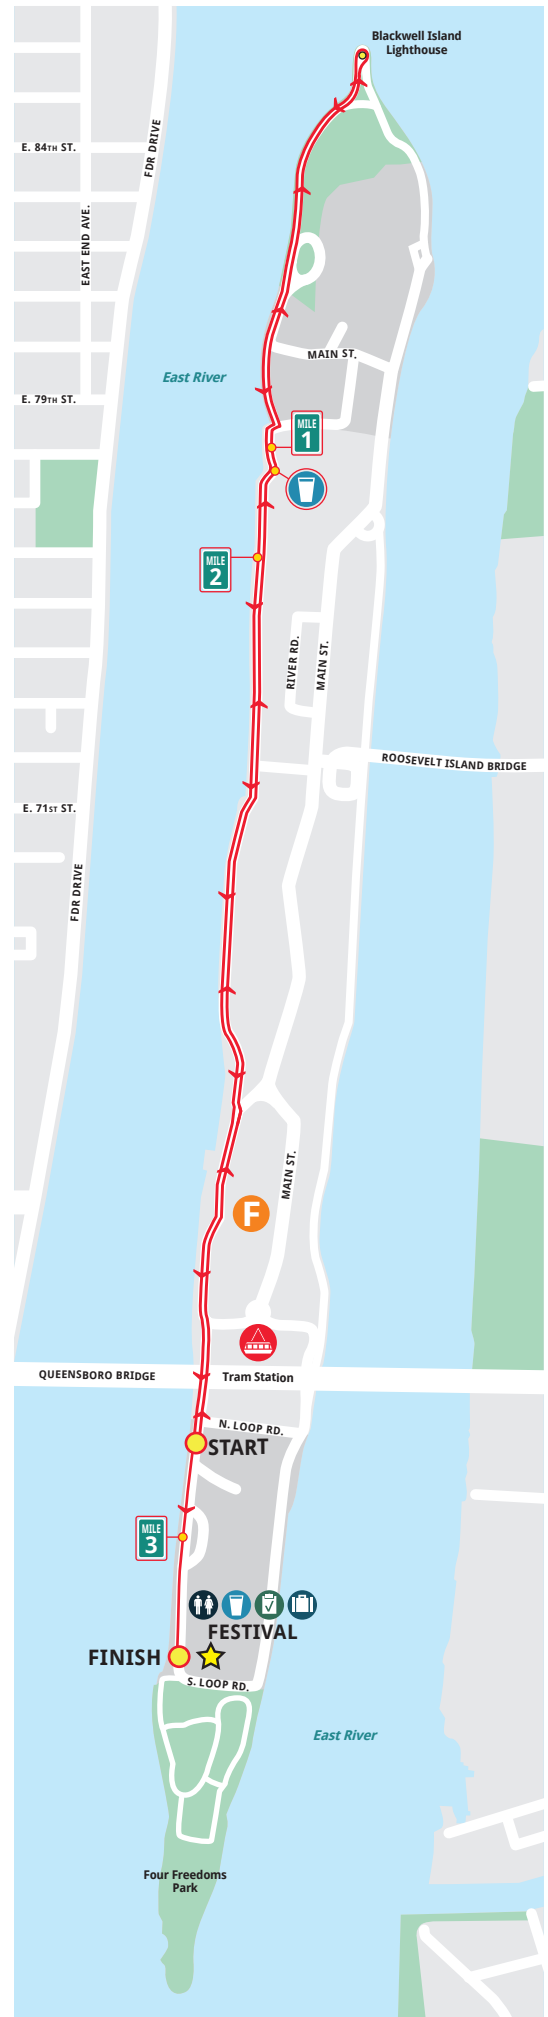 Blackwell Island
Lighthouse
E. 84TH ST.
FDR DRIVE
EAST END AVE.
MAIN ST.
East River
E. 79TH ST.
MILE
1
MILE
2
RIVER RD.
MAIN ST.
ROOSEVELT ISLAND BRIDGE
E. 71ST ST.
FDR DRIVE
MAIN ST.
F
QUEENSBORO BRIDGE
Tram Station
N. LOOP RD.
START
MILE
3
FESTIVAL
FINISH
S. LOOP RD.
East River
Four Freedoms
Park